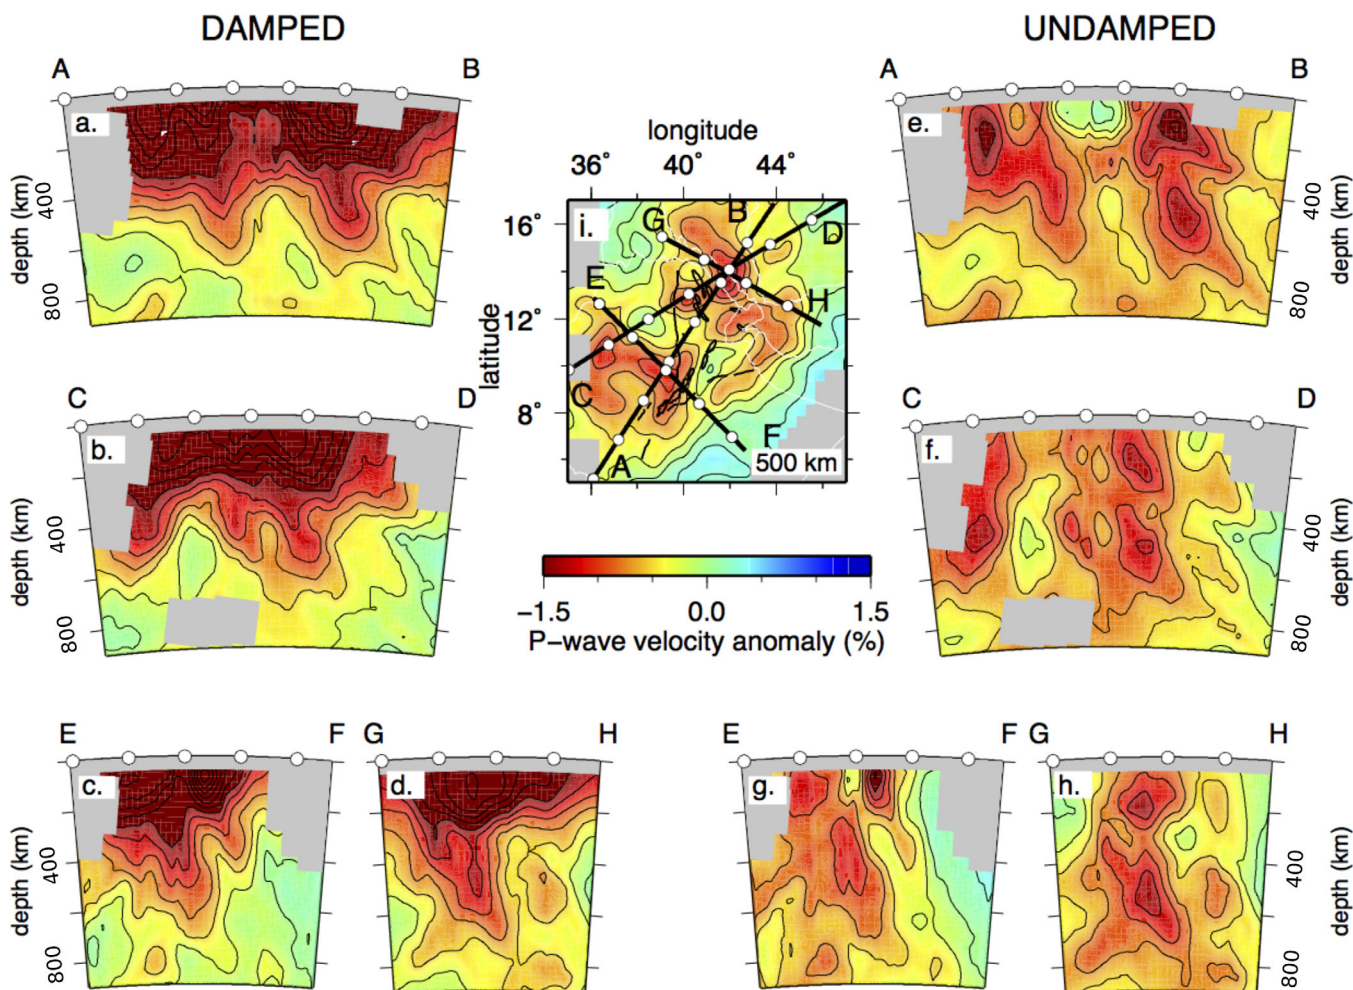 DAMPED
UNDAMPED
A
B
A
B
a.
e.
depth (km)
400
800
400
800
depth (km)
longitude
36˚ 40˚ 44˚
i.
G
B
D
E
H
C
A
F
16˚
12˚
8˚
latitude
500 km
C
D
C
D
b.
f.
depth (km)
400
800
400
800
depth (km)
−1.5 0.0 1.5
P−wave velocity anomaly (%)
E
F
G
H
E
F
G
H
c.
d.
g.
h.
depth (km)
400
800
400
800
depth (km)